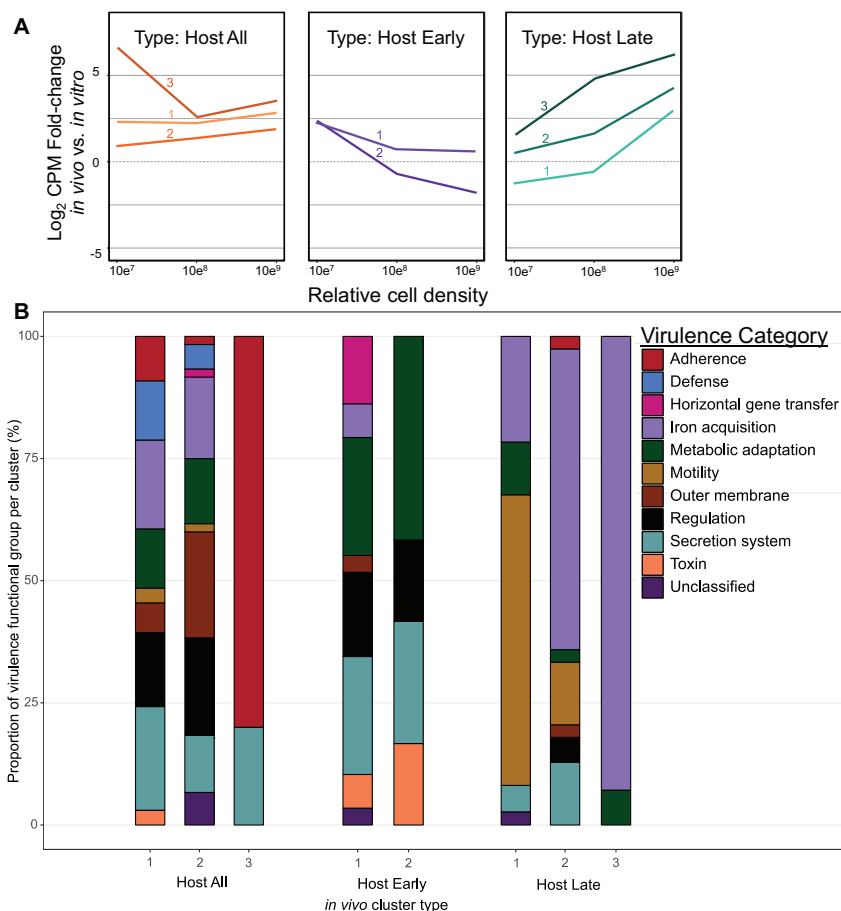 A
Type: Host All
Type: Host Early
Type: Host Late
Log₂ CPM Fold-change
in vivo vs. in vitro
5
0
-5
3
1
2
1
2
3
2
1
10e⁷ 10e⁸ 10e⁹
10e⁷ 10e⁸ 10e⁹
10e⁷ 10e⁸ 10e⁹
Relative cell density
B
Proportion of virulence functional group per cluster (%)
100
75
50
25
0
1 2 3
1 2
1 2 3
Host All
Host Early
Host Late
in vivo cluster type
Virulence Category
Adherence
Defense
Horizontal gene transfer
Iron acquisition
Metabolic adaptation
Motility
Outer membrane
Regulation
Secretion system
Toxin
Unclassified